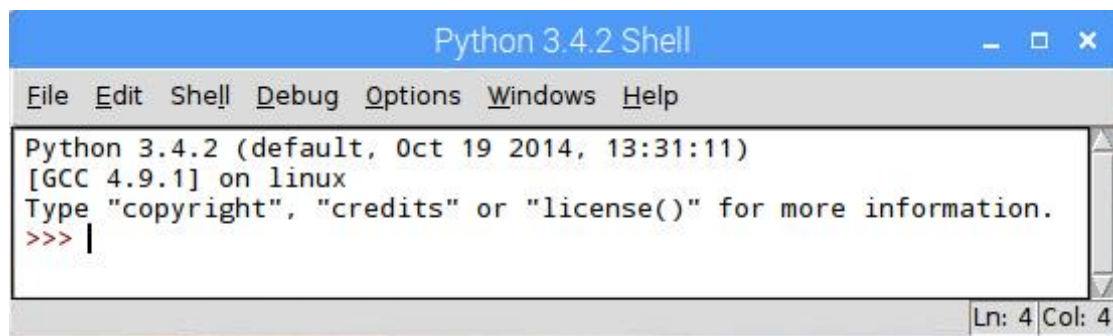 Python 3.4.2 Shell
File Edit Shell Debug Options Windows Help
Python 3.4.2 (default, Oct 19 2014, 13:31:11)
[GCC 4.9.1] on linux
Type "copyright", "credits" or "license()" for more information.
>>>
Ln: 4 Col: 4